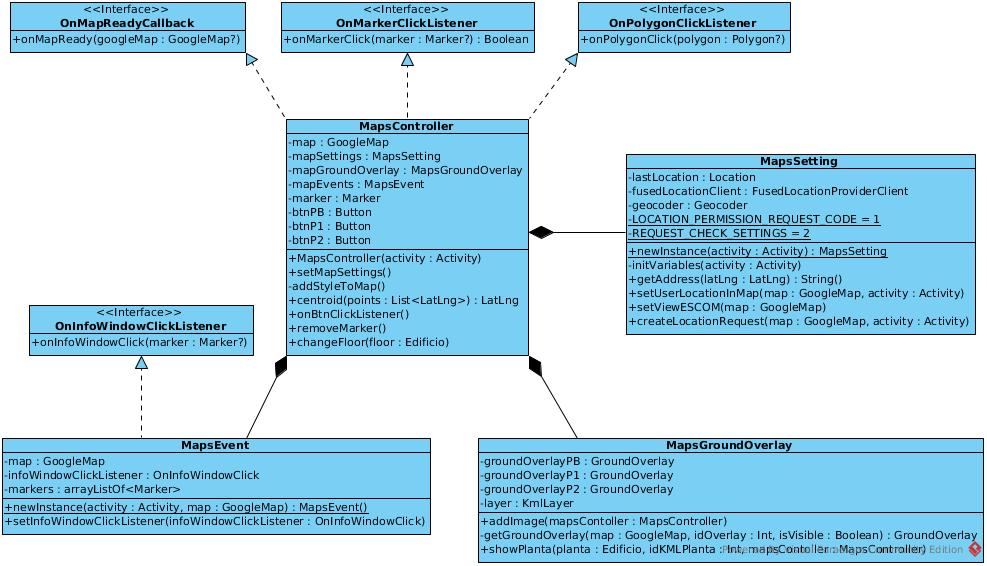 <<Interface>>
OnMapReadyCallback
+onMapReady(googleMap : GoogleMap?)
<<Interface>>
OnMarkerClickListener
+onMarkerClick(marker : Marker?) : Boolean
<<Interface>>
OnPolygonClickListener
+onPolygonClick(polygon : Polygon?)
MapsController
-map : GoogleMap
-mapSettings : MapsSetting
-mapGroundOverlay : MapsGroundOverlay
-mapEvents : MapsEvent
-marker : Marker
-btnPB : Button
-btnP1 : Button
-btnP2 : Button
+MapsController(activity : Activity)
+setMapSettings()
-addStyleToMap()
+centroid(points : List<LatLng>) : LatLng
+onBtnClickListener()
+removeMarker()
+changeFloor(floor : Edificio)
MapsSetting
-lastLocation : Location
-fusedLocationClient : FusedLocationProviderClient
-geocoder : Geocoder
-LOCATION_PERMISSION_REQUEST_CODE = 1
-REQUEST_CHECK_SETTINGS = 2
+newInstance(activity : Activity) : MapsSetting
-initVariables(activity : Activity)
+getAddress(latLng : LatLng) : String()
+setUserLocationInMap(map : GoogleMap, activity : Activity)
+setViewESCOM(map : GoogleMap)
+createLocationRequest(map : GoogleMap, activity : Activity)
<<Interface>>
OnInfoWindowClickListener
+onInfoWindowClick(marker : Marker?)
MapsEvent
-map : GoogleMap
-infoWindowClickListener : OnInfoWindowClick
-markers : arrayListOf<Marker>
+newInstance(activity : Activity, map : GoogleMap) : MapsEvent()
+setInfoWindowClickListener(infoWindowClickListener : OnInfoWindowClick)
MapsGroundOverlay
-groundOverlayPB : GroundOverlay
-groundOverlayP1 : GroundOverlay
-groundOverlayP2 : GroundOverlay
-layer : KmlLayer
+addImage(mapsContoller : MapsController)
-getGroundOverlay(map : GoogleMap, idOverlay : Int, isVisible : Boolean) : GroundOverlay
+showPlanta(planta : Edificio, idKMLPlanta : Int, : MapsController)
Edition